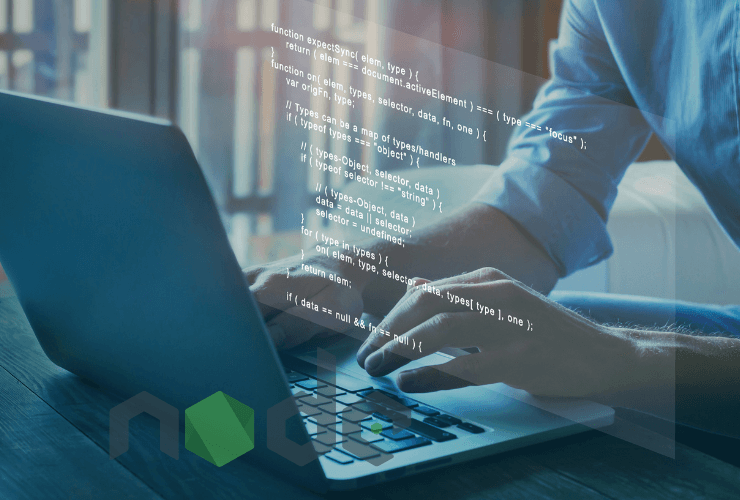 function expectSync( elem, type ) {
return ( elem === document.activeElement ) === ( type === "focus" );
}
function on( elem, types, selector, data, fn, one ) {
var origFn, type;
// Types can be a map of types/handlers
if ( typeof types === "object" ) {
// ( types-Object, selector, data )
if ( typeof selector !== "string" ) {
// ( types-Object, data )
data = data || selector;
selector = undefined;
}
for ( type in types ) {
on( elem, type, selector, data, types[ type ], one );
}
return elem;
}
if ( data == null && fn == null ) {
node